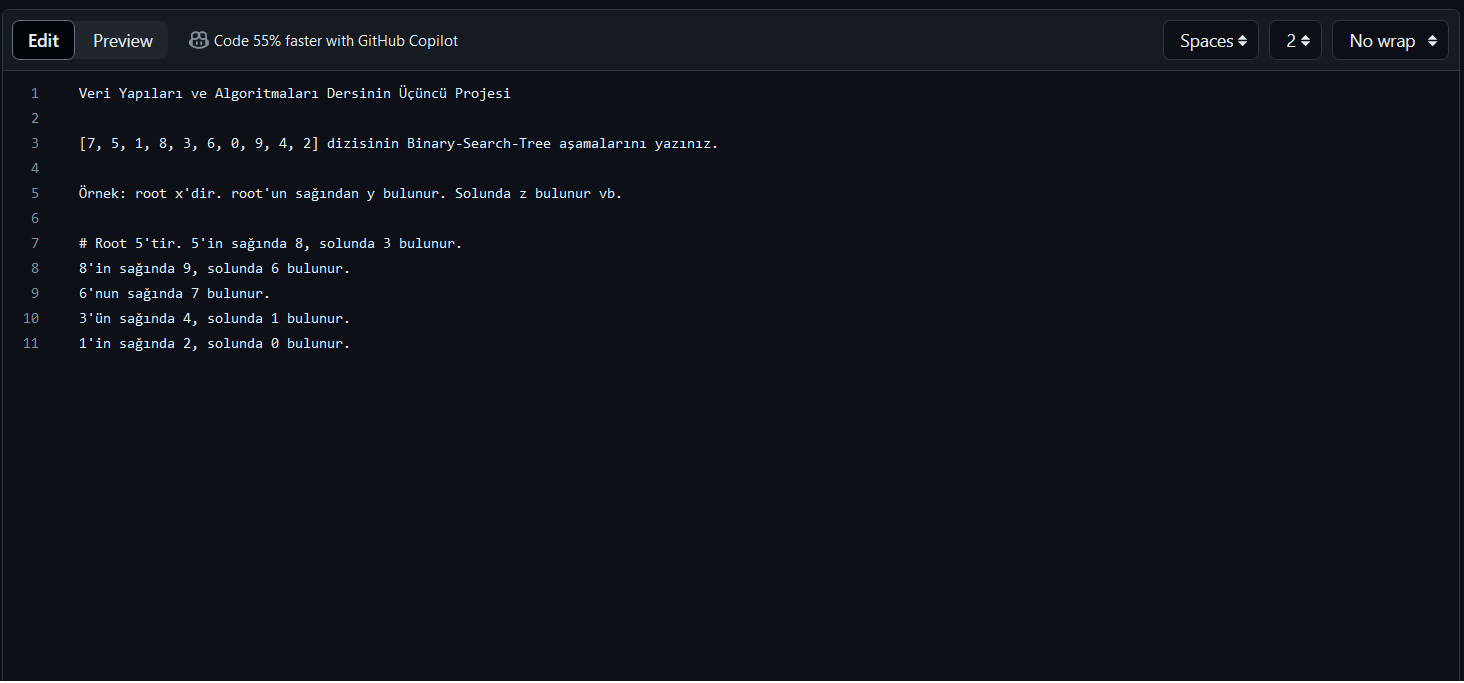 Edit Preview Code 55% faster with GitHub Copilot Spaces 2 No wrap
1 Veri Yapıları ve Algoritmaları Dersinin Üçüncü Projesi
2
3 [7, 5, 1, 8, 3, 6, 0, 9, 4, 2] dizisinin Binary-Search-Tree aşamalarını yazınız.
4
5 Örnek: root x'dir. root'un sağından y bulunur. Solunda z bulunur vb.
6
7 # Root 5'tir. 5'in sağında 8, solunda 3 bulunur.
8 8'in sağında 9, solunda 6 bulunur.
9 6'nun sağında 7 bulunur.
10 3'ün sağında 4, solunda 1 bulunur.
11 1'in sağında 2, solunda 0 bulunur.